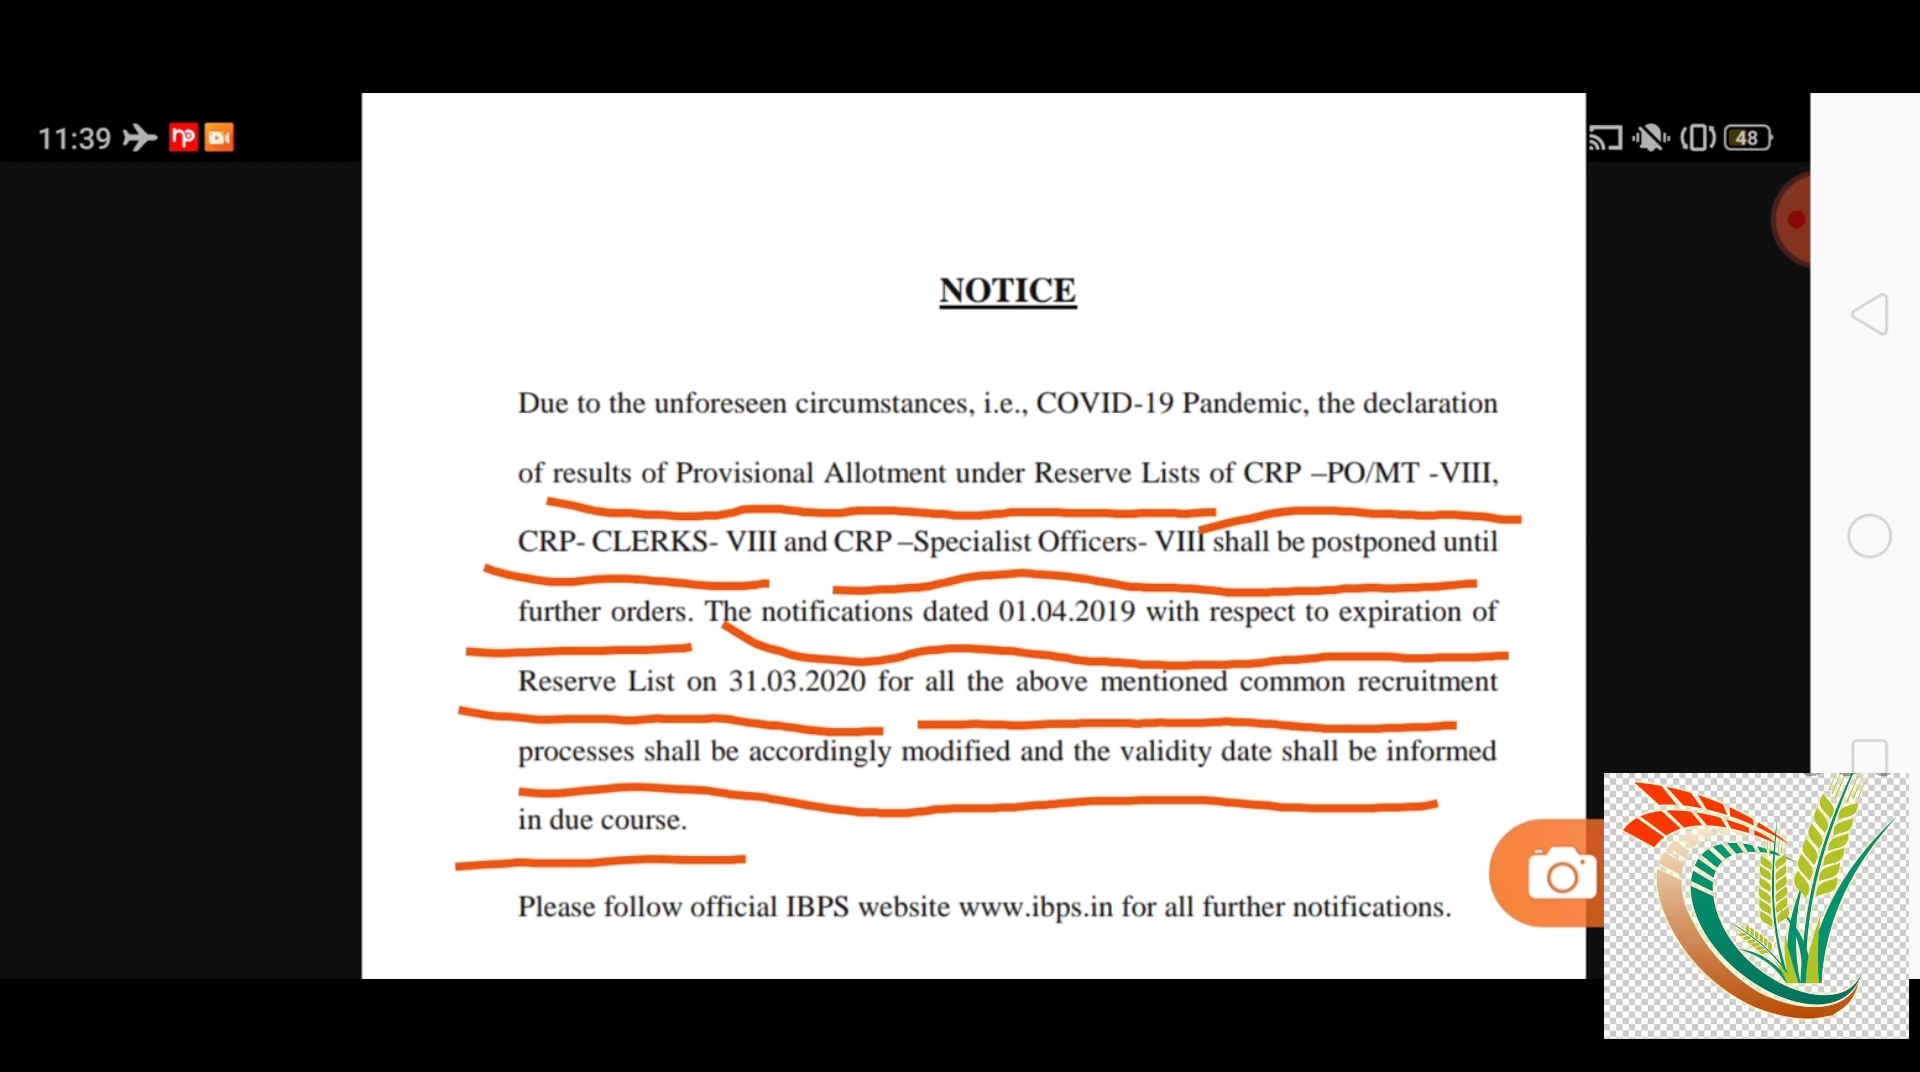 11:39
np
48
NOTICE
Due to the unforeseen circumstances, i.e., COVID-19 Pandemic, the declaration
of results of Provisional Allotment under Reserve Lists of CRP –PO/MT -VIII,
CRP- CLERKS- VIII and CRP –Specialist Officers- VIII shall be postponed until
further orders. The notifications dated 01.04.2019 with respect to expiration of
Reserve List on 31.03.2020 for all the above mentioned common recruitment
processes shall be accordingly modified and the validity date shall be informed
in due course.
Please follow official IBPS website www.ibps.in for all further notifications.